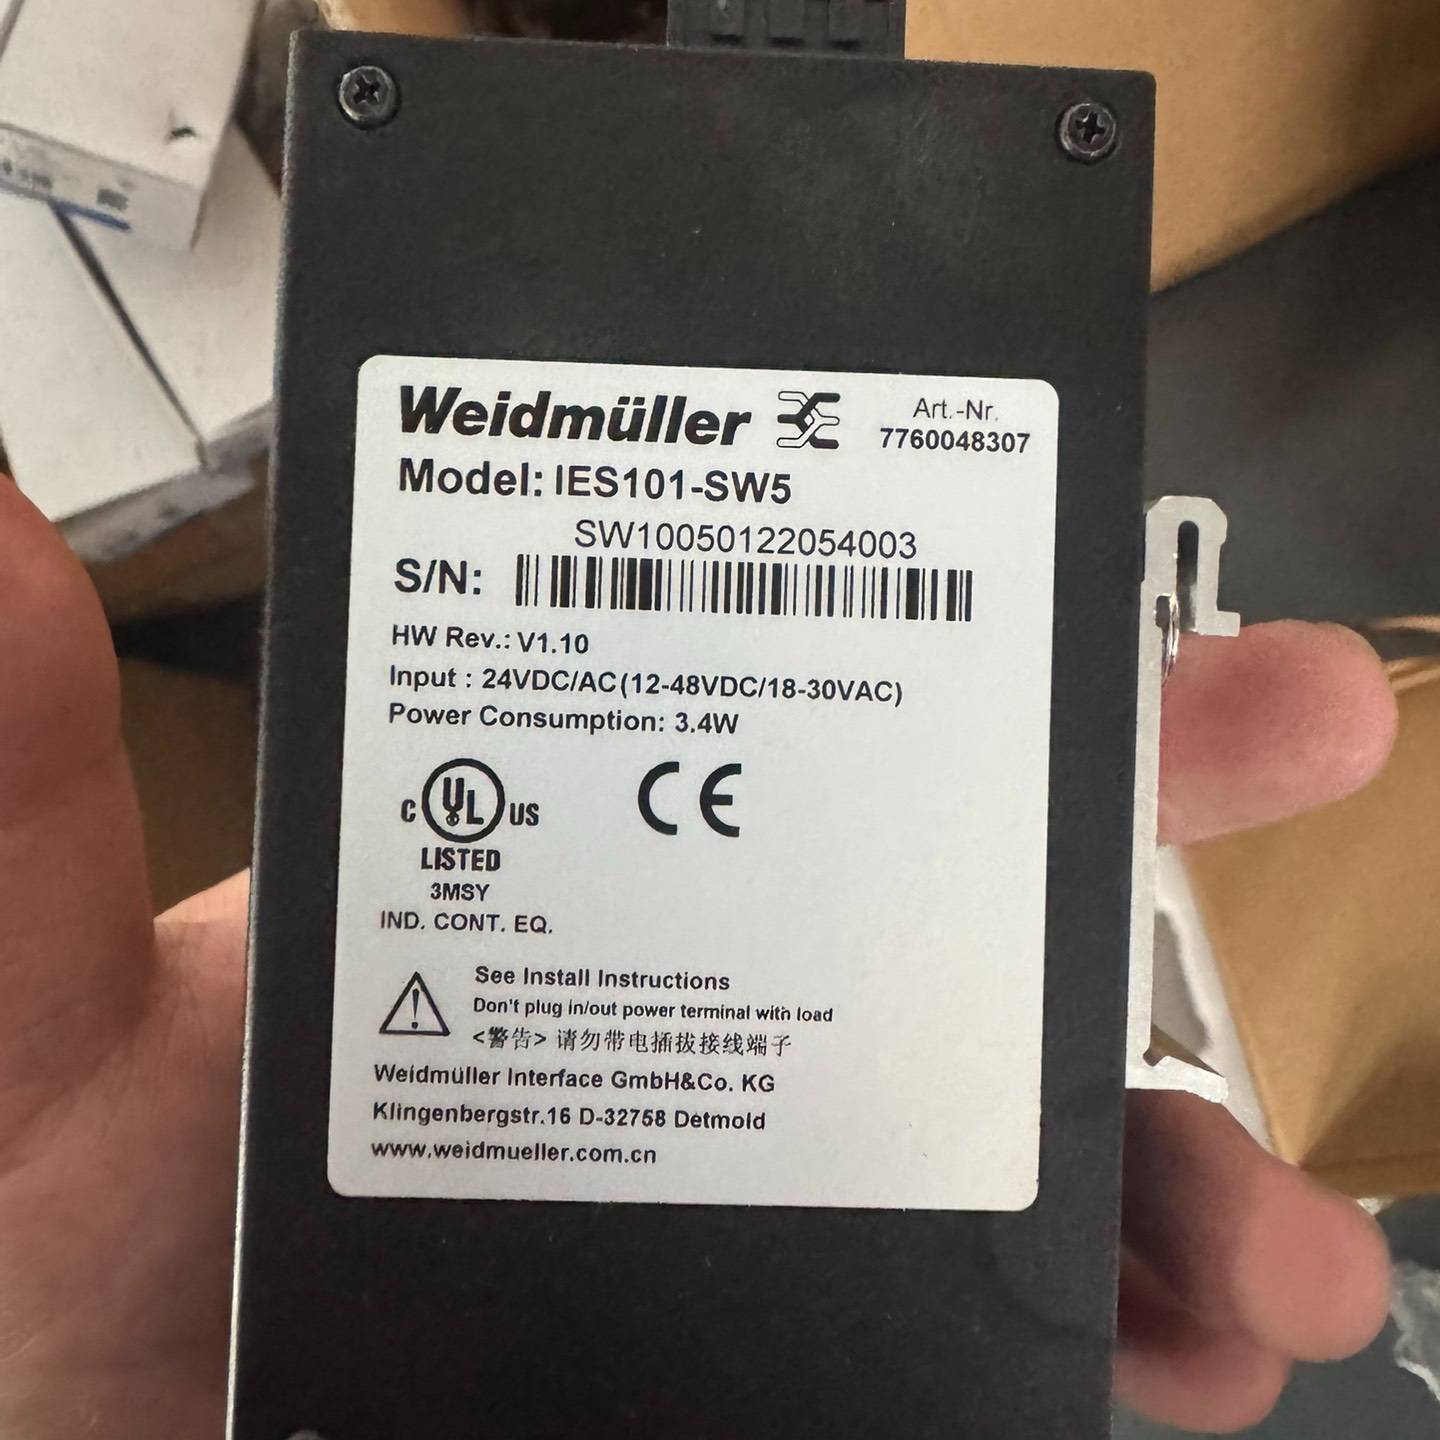 Weidmüller
Art.-Nr.
7760048307
Model: IES101-SW5
SW10050122054003
S/N:
HW Rev.: V1.10
Input : 24VDC/AC(12-48VDC/18-30VAC)
Power Consumption: 3.4W
C UL US
LISTED
3MSY
IND. CONT. EQ.
CE
See Install Instructions
Don't plug in/out power terminal with load
<警告> 请勿带电插拔接线端子
Weidmüller Interface GmbH&Co. KG
Klingenbergstr.16 D-32758 Detmold
www.weidmueller.com.cn